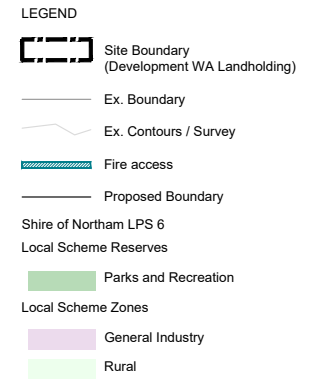 LEGEND
Site Boundary
(Development WA Landholding)
Ex. Boundary
Ex. Contours / Survey
Fire access
Proposed Boundary
Shire of Northam LPS 6
Local Scheme Reserves
Parks and Recreation
Local Scheme Zones
General Industry
Rural